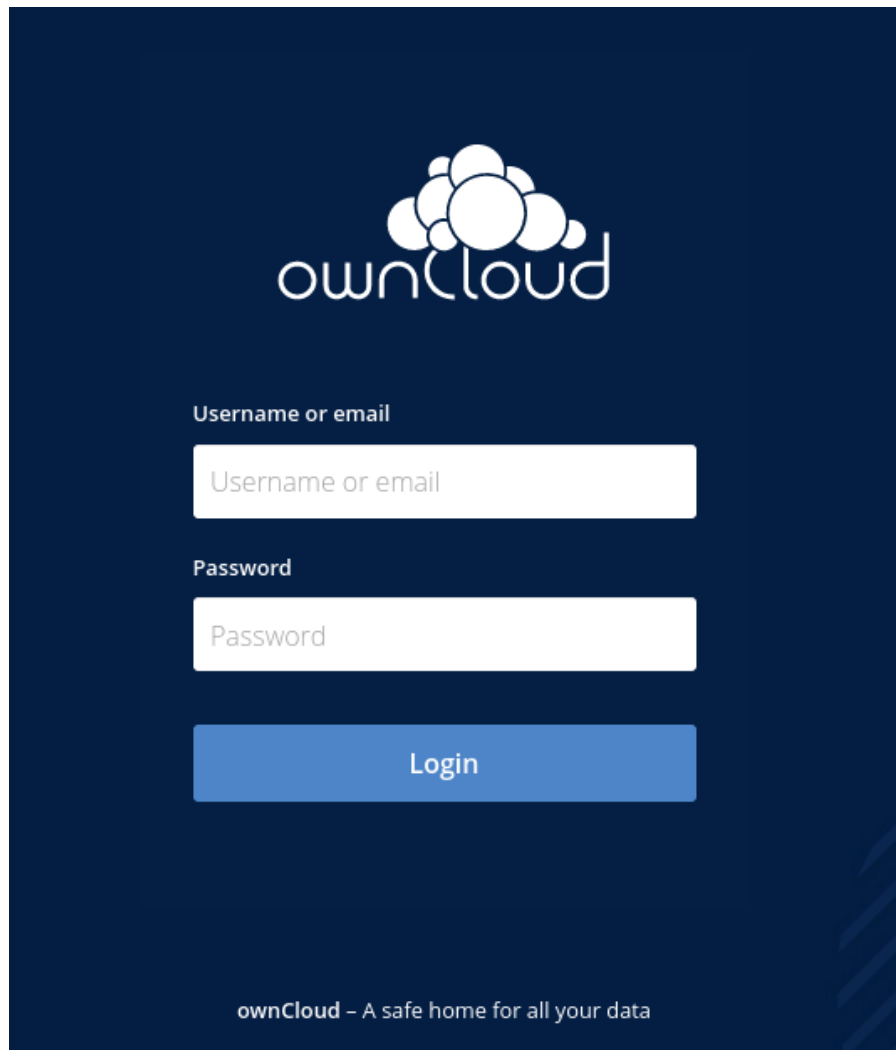 ownCloud
Username or email
Username or email
Password
Password
Login
ownCloud – A safe home for all your data